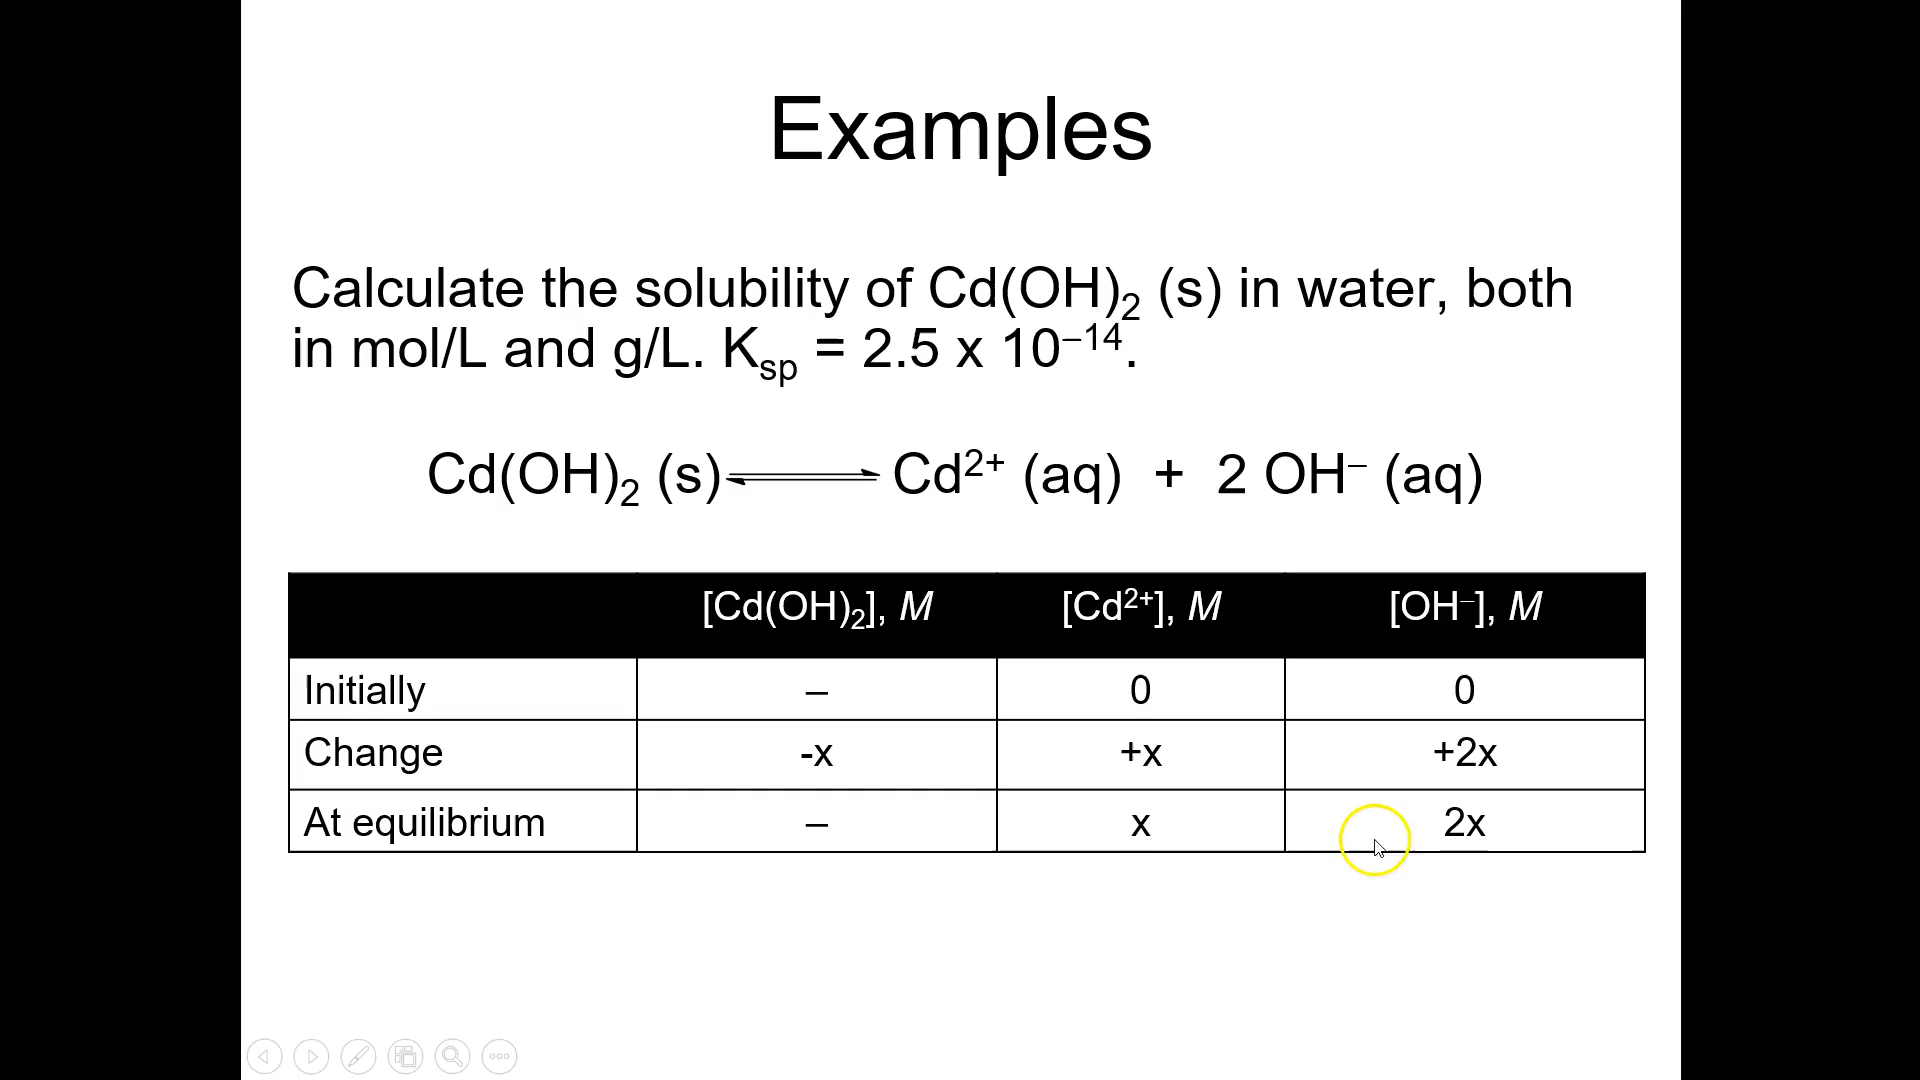 Examples
Calculate the solubility of Cd(OH)₂ (s) in water, both
in mol/L and g/L. Kₛₚ = 2.5 x 10⁻¹⁴.
Cd(OH)₂ (s) ⇌ Cd²⁺ (aq) + 2 OH⁻ (aq)
[Cd(OH)₂], M [Cd²⁺], M [OH⁻], M
Initially – 0 0
Change -x +x +2x
At equilibrium – x 2x